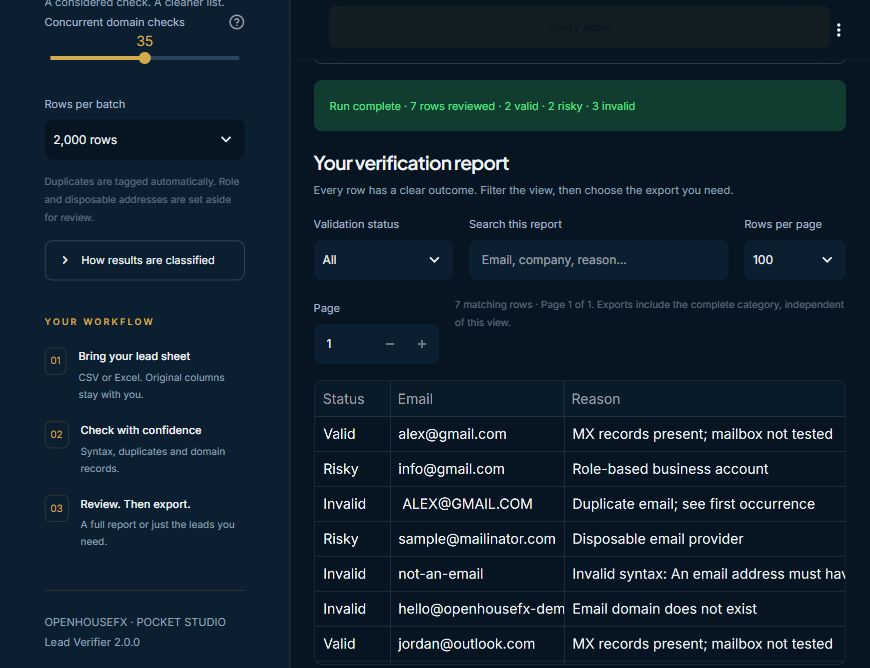 A considered check. A cleaner list.
Concurrent domain checks
?
35
Rows per batch
2,000 rows
Duplicates are tagged automatically. Role
and disposable addresses are set aside
for review.
How results are classified
YOUR WORKFLOW
01
Bring your lead sheet
CSV or Excel. Original columns
stay with you.
02
Check with confidence
Syntax, duplicates and domain
records.
03
Review. Then export.
A full report or just the leads you
need.
OPENHOUSEFX · POCKET STUDIO
Lead Verifier 2.0.0
Verify again
Run complete · 7 rows reviewed · 2 valid · 2 risky · 3 invalid
Your verification report
Every row has a clear outcome. Filter the view, then choose the export you need.
Validation status
Search this report
Rows per page
All
Email, company, reason...
100
Page
7 matching rows · Page 1 of 1. Exports include the complete category, independent
of this view.
1
Status Email Reason
Valid alex@gmail.com MX records present; mailbox not tested
Risky info@gmail.com Role-based business account
Invalid ALEX@GMAIL.COM Duplicate email; see first occurrence
Risky sample@mailinator.com Disposable email provider
Invalid not-an-email Invalid syntax: An email address must hav
Invalid hello@openhousefx-dem Email domain does not exist
Valid jordan@outlook.com MX records present; mailbox not tested